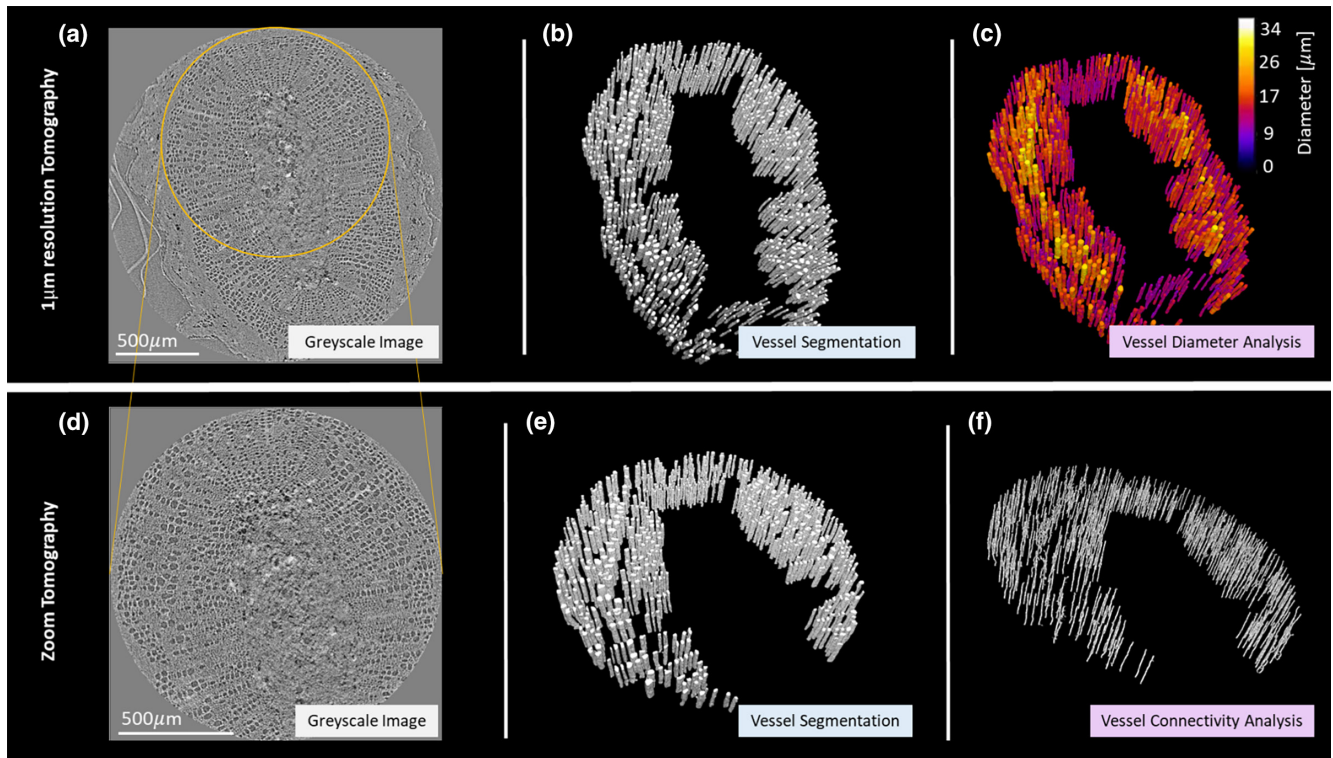 (a)
(b)
(c)
34
26
17
9
0
Diameter [μm]
1μm resolution Tomography
500μm
Greyscale Image
Vessel Segmentation
Vessel Diameter Analysis
(d)
(e)
(f)
Zoom Tomography
500μm
Greyscale Image
Vessel Segmentation
Vessel Connectivity Analysis